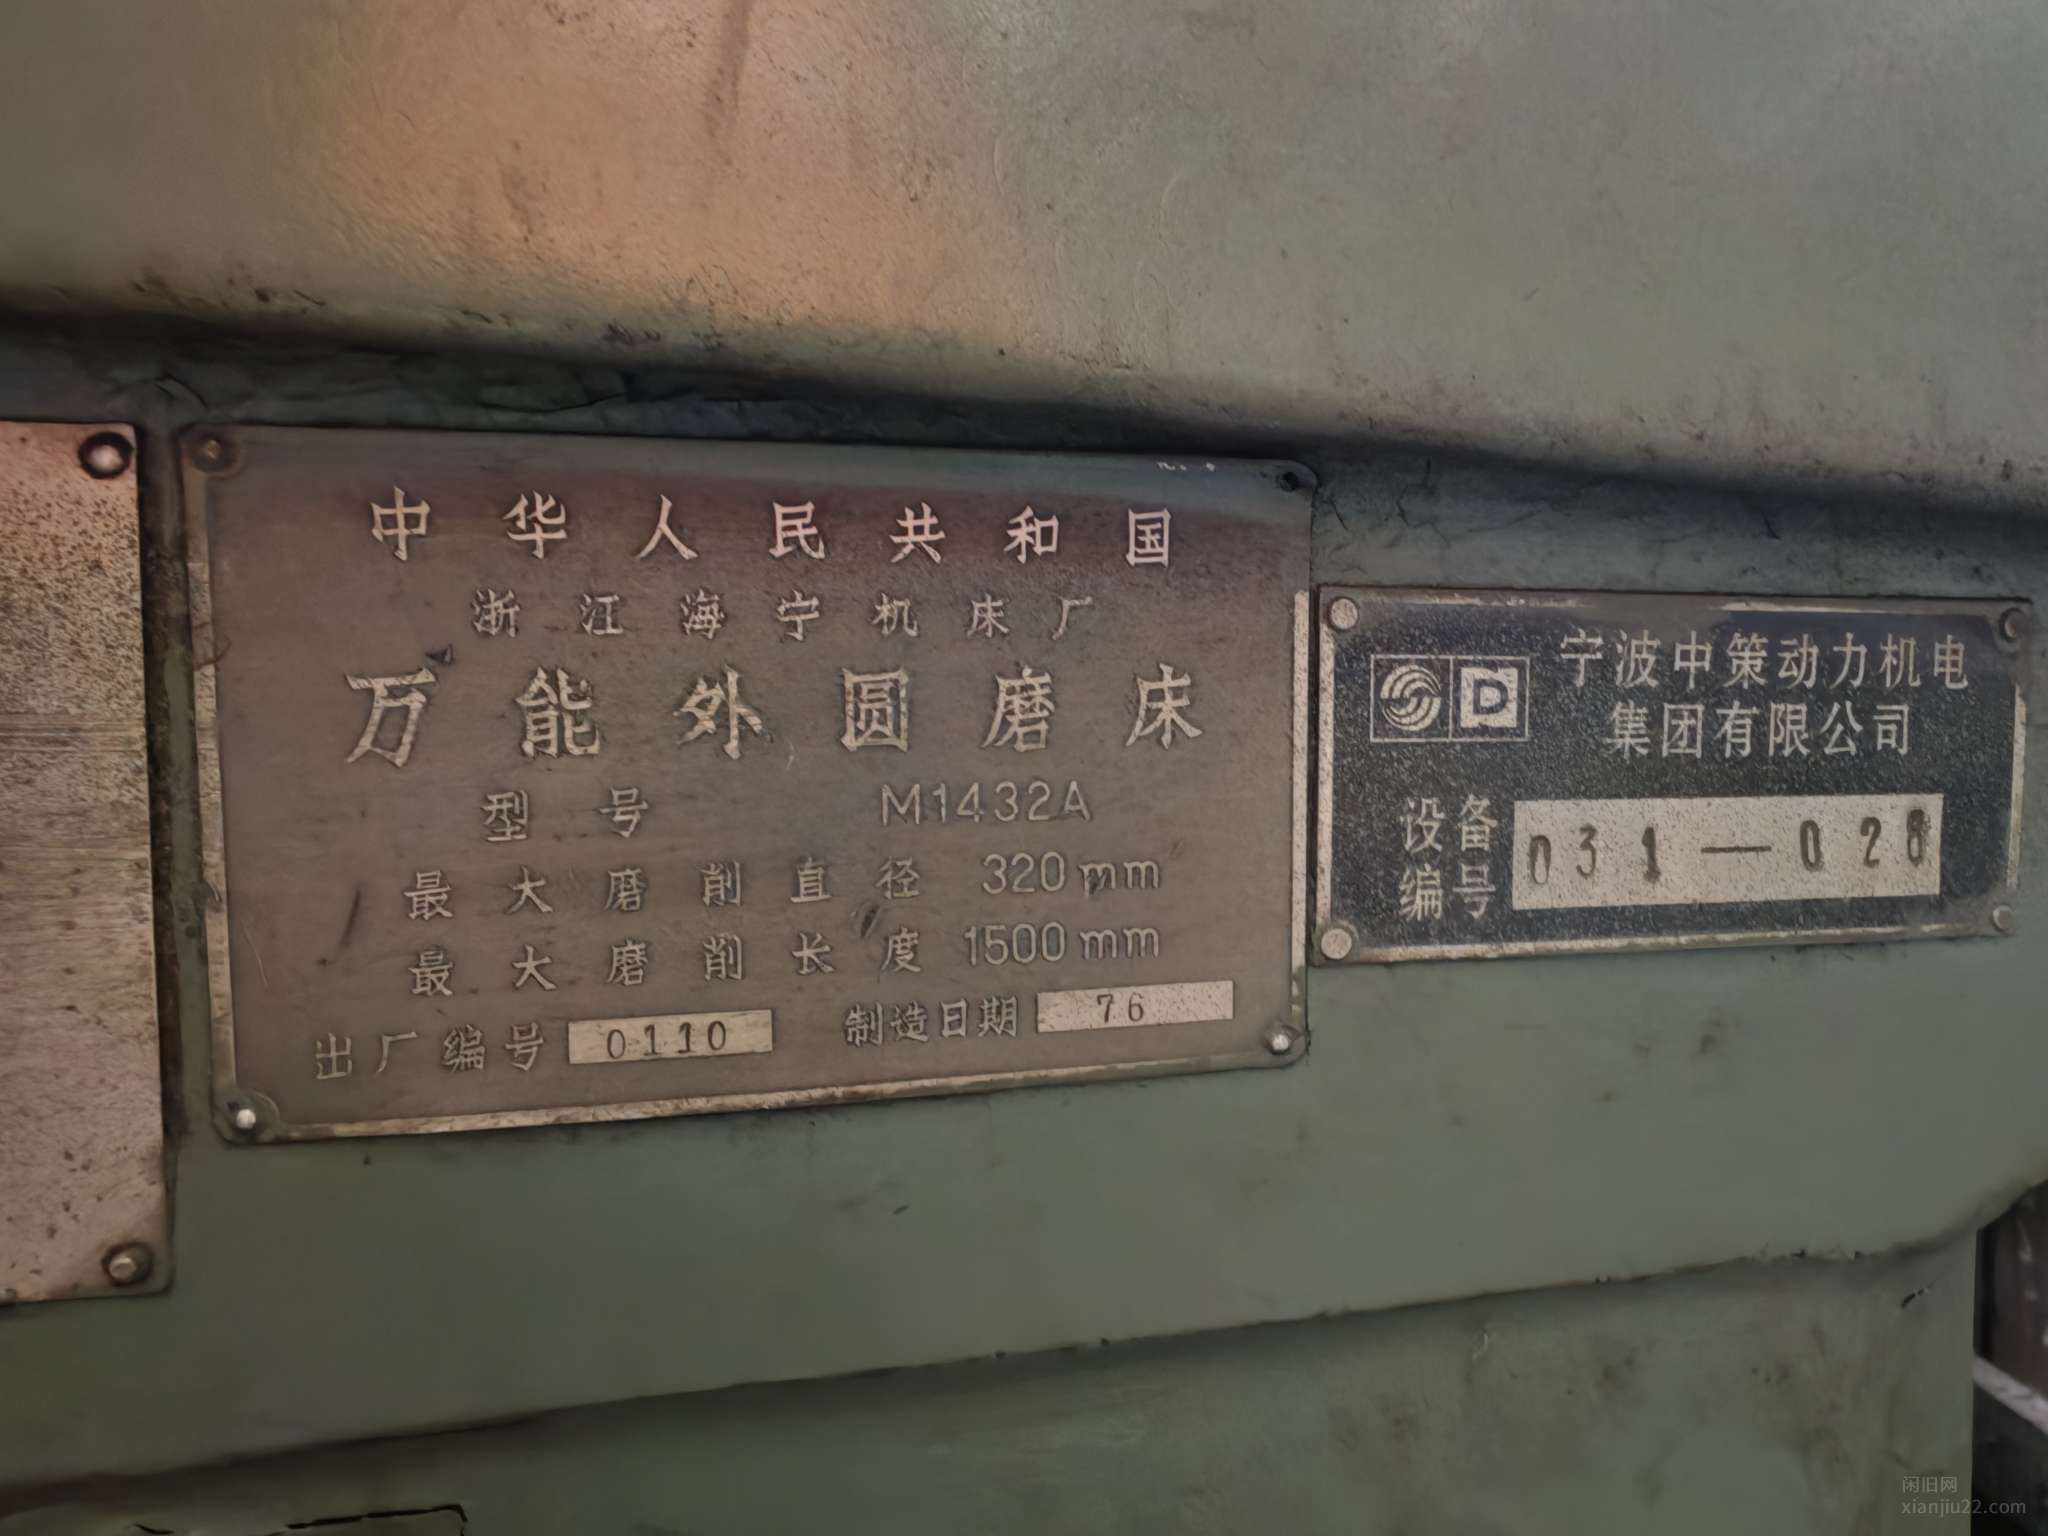 中华人民共和国
浙江海宁机床厂
万能外圆磨床
型号 M1432A
最大磨削直径 320mm
最大磨削长度 1500mm
出厂编号 0110 制造日期 76
D 宁波中策动力机电
集团有限公司
设备
编号
031—028
闲旧网
xianjiu22.com